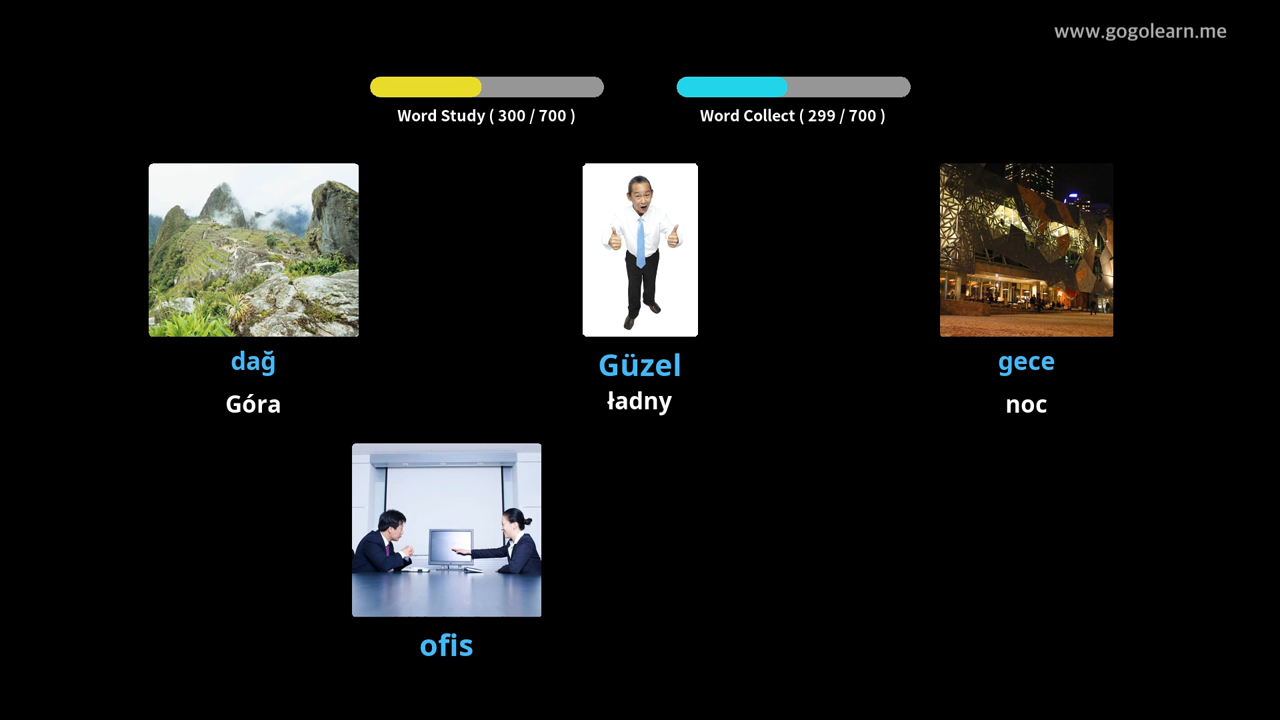 www.gogolearn.me
Word Study ( 300 / 700 )
Word Collect ( 299 / 700 )
dağ
Góra
Güzel
ładny
gece
noc
ofis